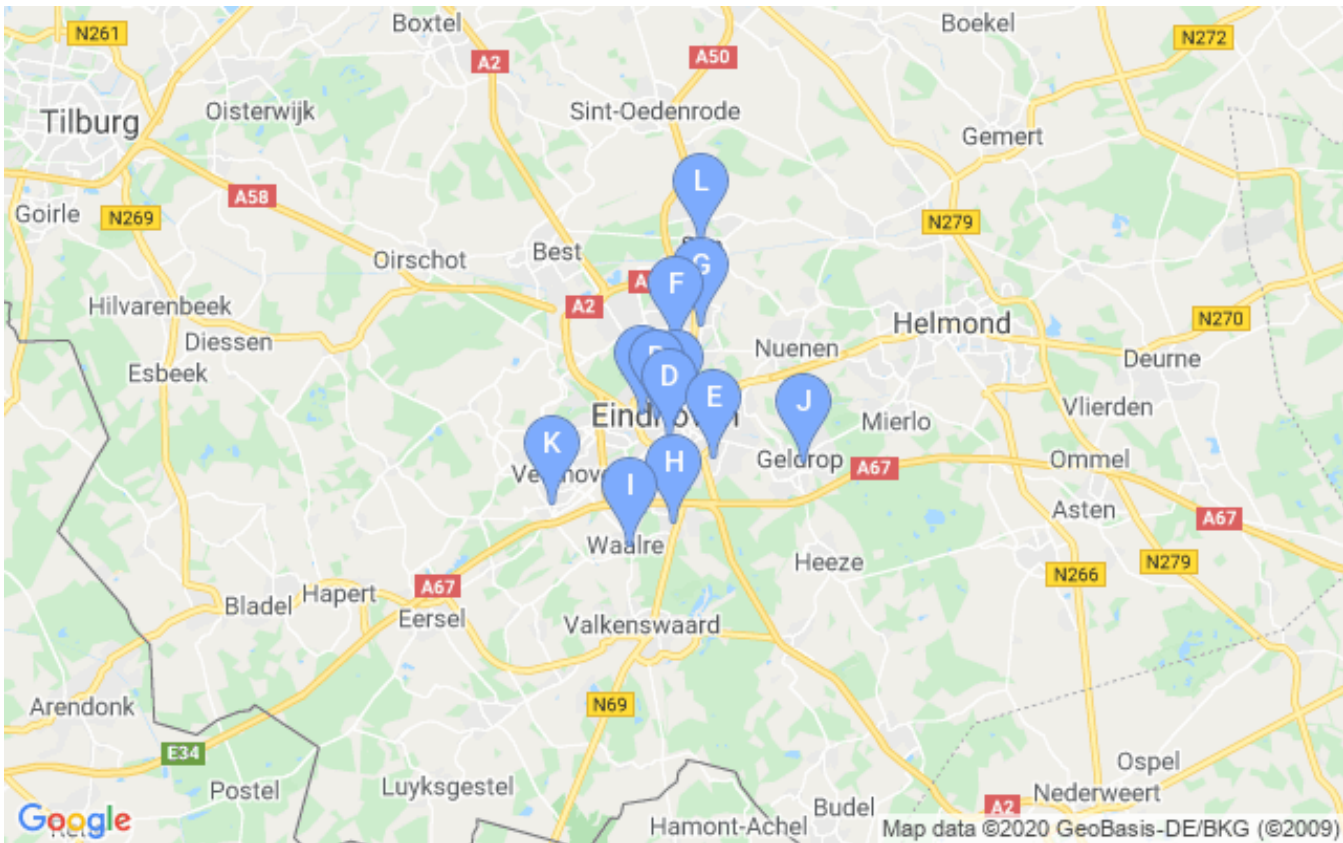 N261
Boxtel
Boekel
N272
A2
A50
Tilburg
Oisterwijk
Sint-Oedenrode
Gemert
A58
L
Goirle
N269
N279
Best
Oirschot
G
F
A2
Hilvarenbeek
Helmond
N270
Diessen
Nuenen
Deurne
Esbeek
D
E
J
Vlierden
Mierlo
K
H
Geldrop
A67
Ommel
I
Asten
A67
Waalre
Heeze
N266
N279
A67
Hapert
Bladel
Eersel
Valkenswaard
Arendonk
N69
E34
Ospel
Postel
Luyksgestel
Nederweert
Budel
A2
Google
Hamont-Achel
Map data ©2020 GeoBasis-DE/BKG (©2009)